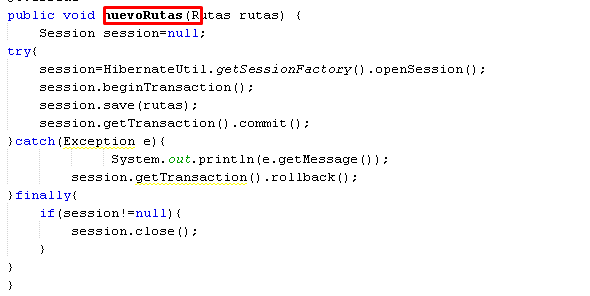 public void nuevoRutas(Rutas rutas) {
Session session=null;
try{
session=HibernateUtil.getSessionFactory().openSession();
session.beginTransaction();
session.save(rutas);
session.getTransaction().commit();
}catch(Exception e){
System.out.println(e.getMessage());
session.getTransaction().rollback();
}finally{
if(session!=null){
session.close();
}
}
}